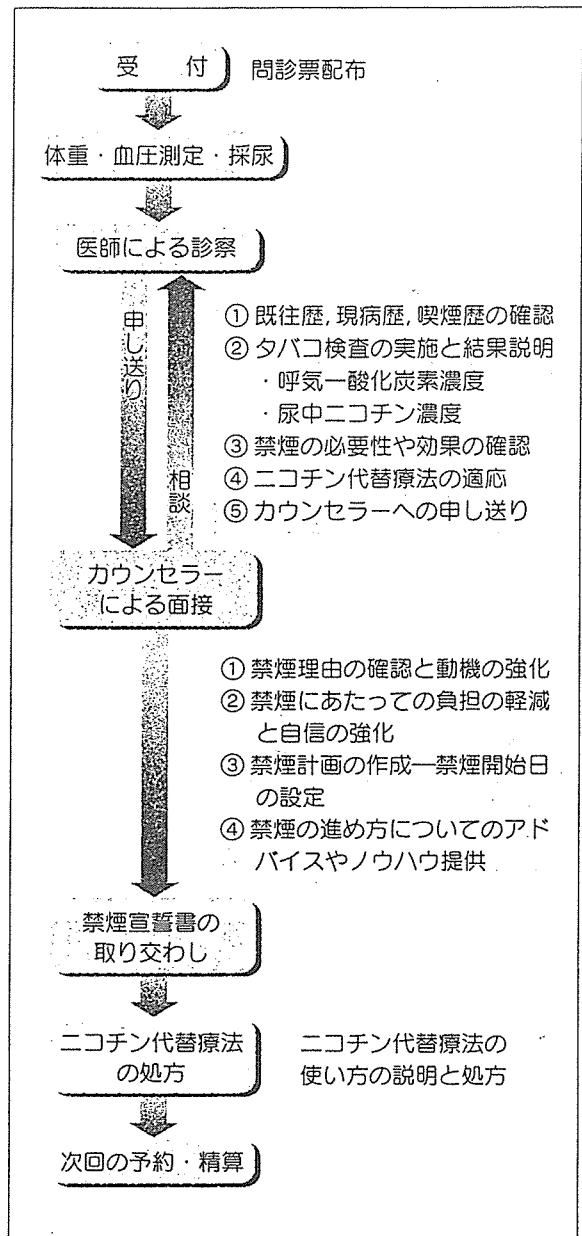 受　付　問診票配布
体重・血圧測定・採尿
医師による診察
申し送り
相談
① 既往歴, 現病歴, 喫煙歴の確認
② タバコ検査の実施と結果説明
・呼気一酸化炭素濃度
・尿中ニコチン濃度
③ 禁煙の必要性や効果の確認
④ ニコチン代替療法の適応
⑤ カウンセラーへの申し送り
カウンセラー
による面接
① 禁煙理由の確認と動機の強化
② 禁煙にあたっての負担の軽減
と自信の強化
③ 禁煙計画の作成―禁煙開始日
の設定
④ 禁煙の進め方についてのアド
バイスやノウハウ提供
禁煙宣誓書の
取り交わし
ニコチン代替療法
の処方
ニコチン代替療法の
使い方の説明と処方
次回の予約・精算